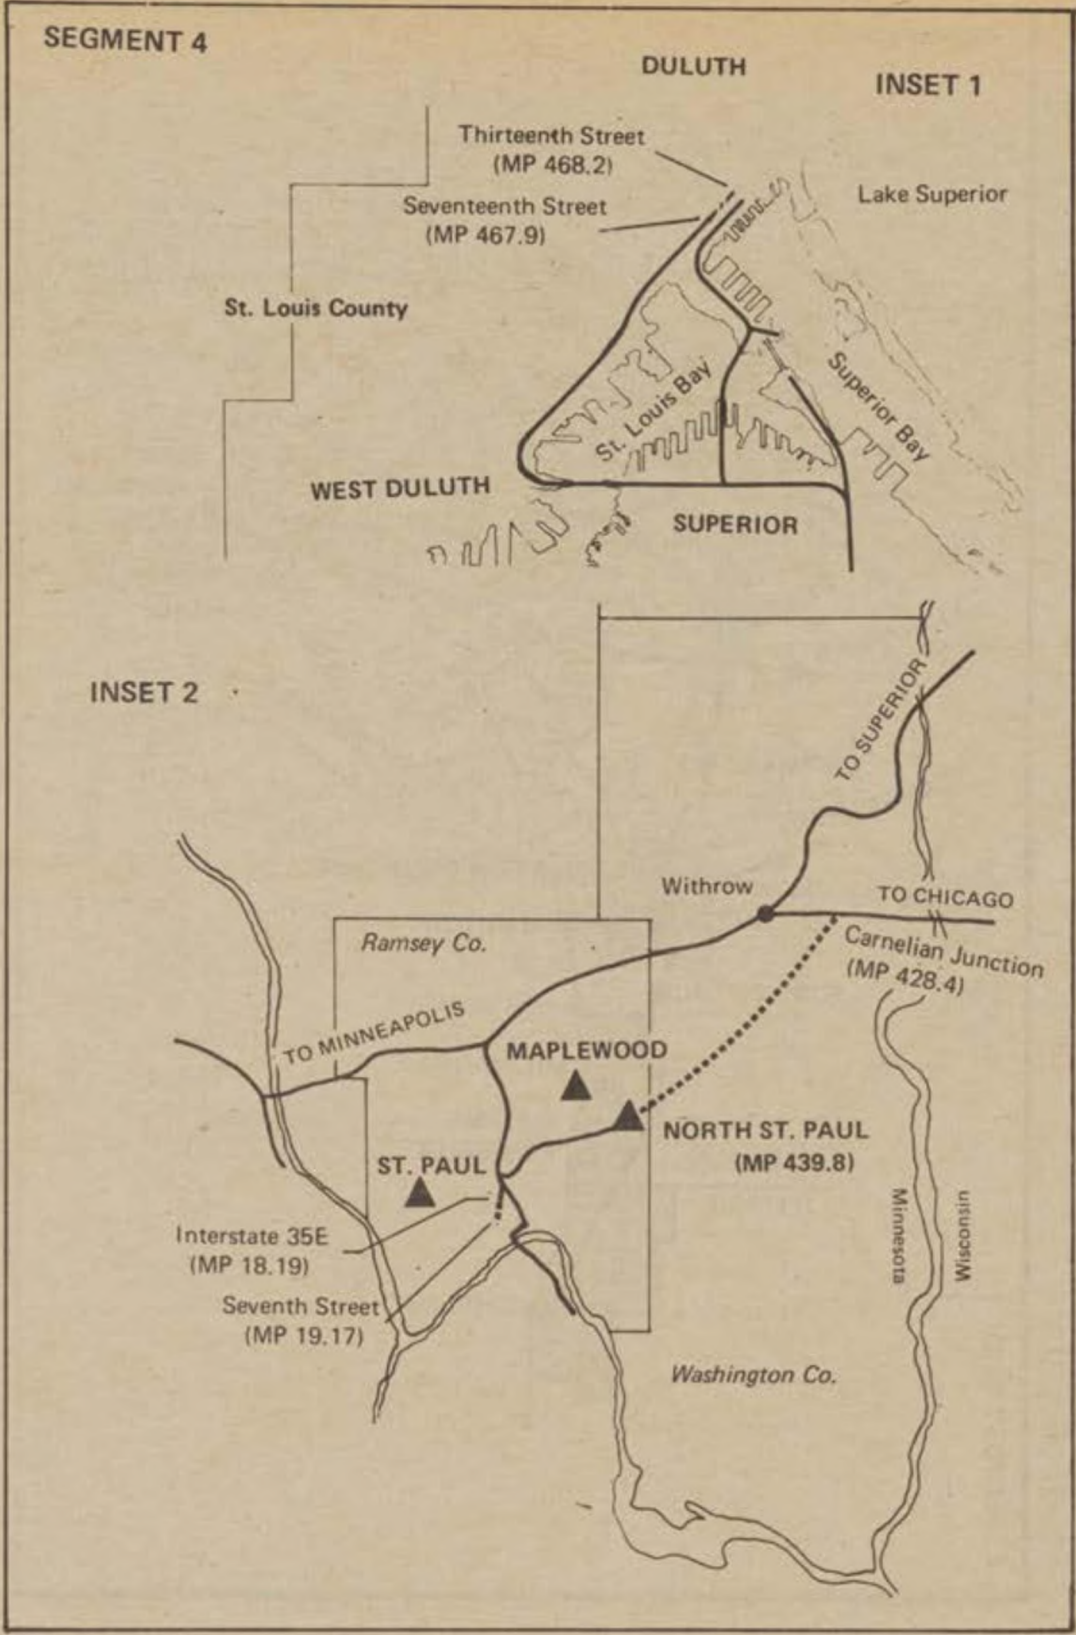 SEGMENT 4
DULUTH
INSET 1
Thirteenth Street
(MP 468.2)
Lake Superior
Seventeenth Street
(MP 467.9)
St. Louis County
St. Louis Bay
Superior Bay
WEST DULUTH
SUPERIOR
INSET 2
TO SUPERIOR
Withrow
TO CHICAGO
Ramsey Co.
Carnelian Junction
(MP 428.4)
TO MINNEAPOLIS
MAPLEWOOD
NORTH ST. PAUL
(MP 439.8)
ST. PAUL
Minnesota
Wisconsin
Interstate 35E
(MP 18.19)
Seventh Street
(MP 19.17)
Washington Co.